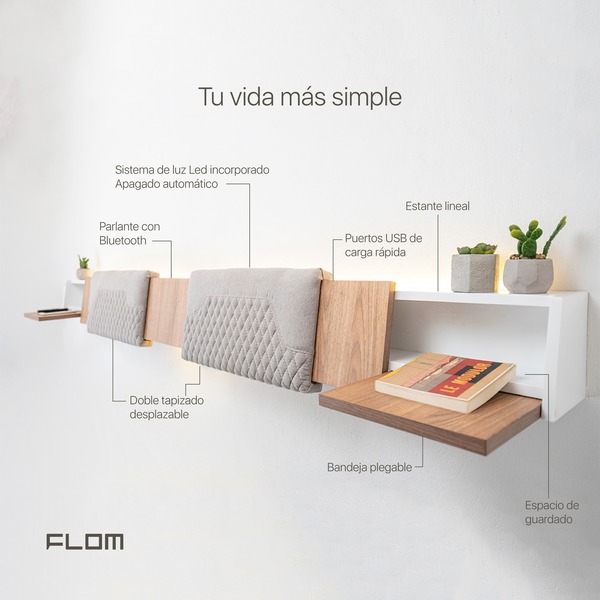 Tu vida más simple
Sistema de luz Led incorporado
Apagado automático
Estante lineal
Parlante con
Bluetooth
Puertos USB de
carga rápida
Doble tapizado
desplazable
Bandeja plegable
Espacio de
guardado
FLOM